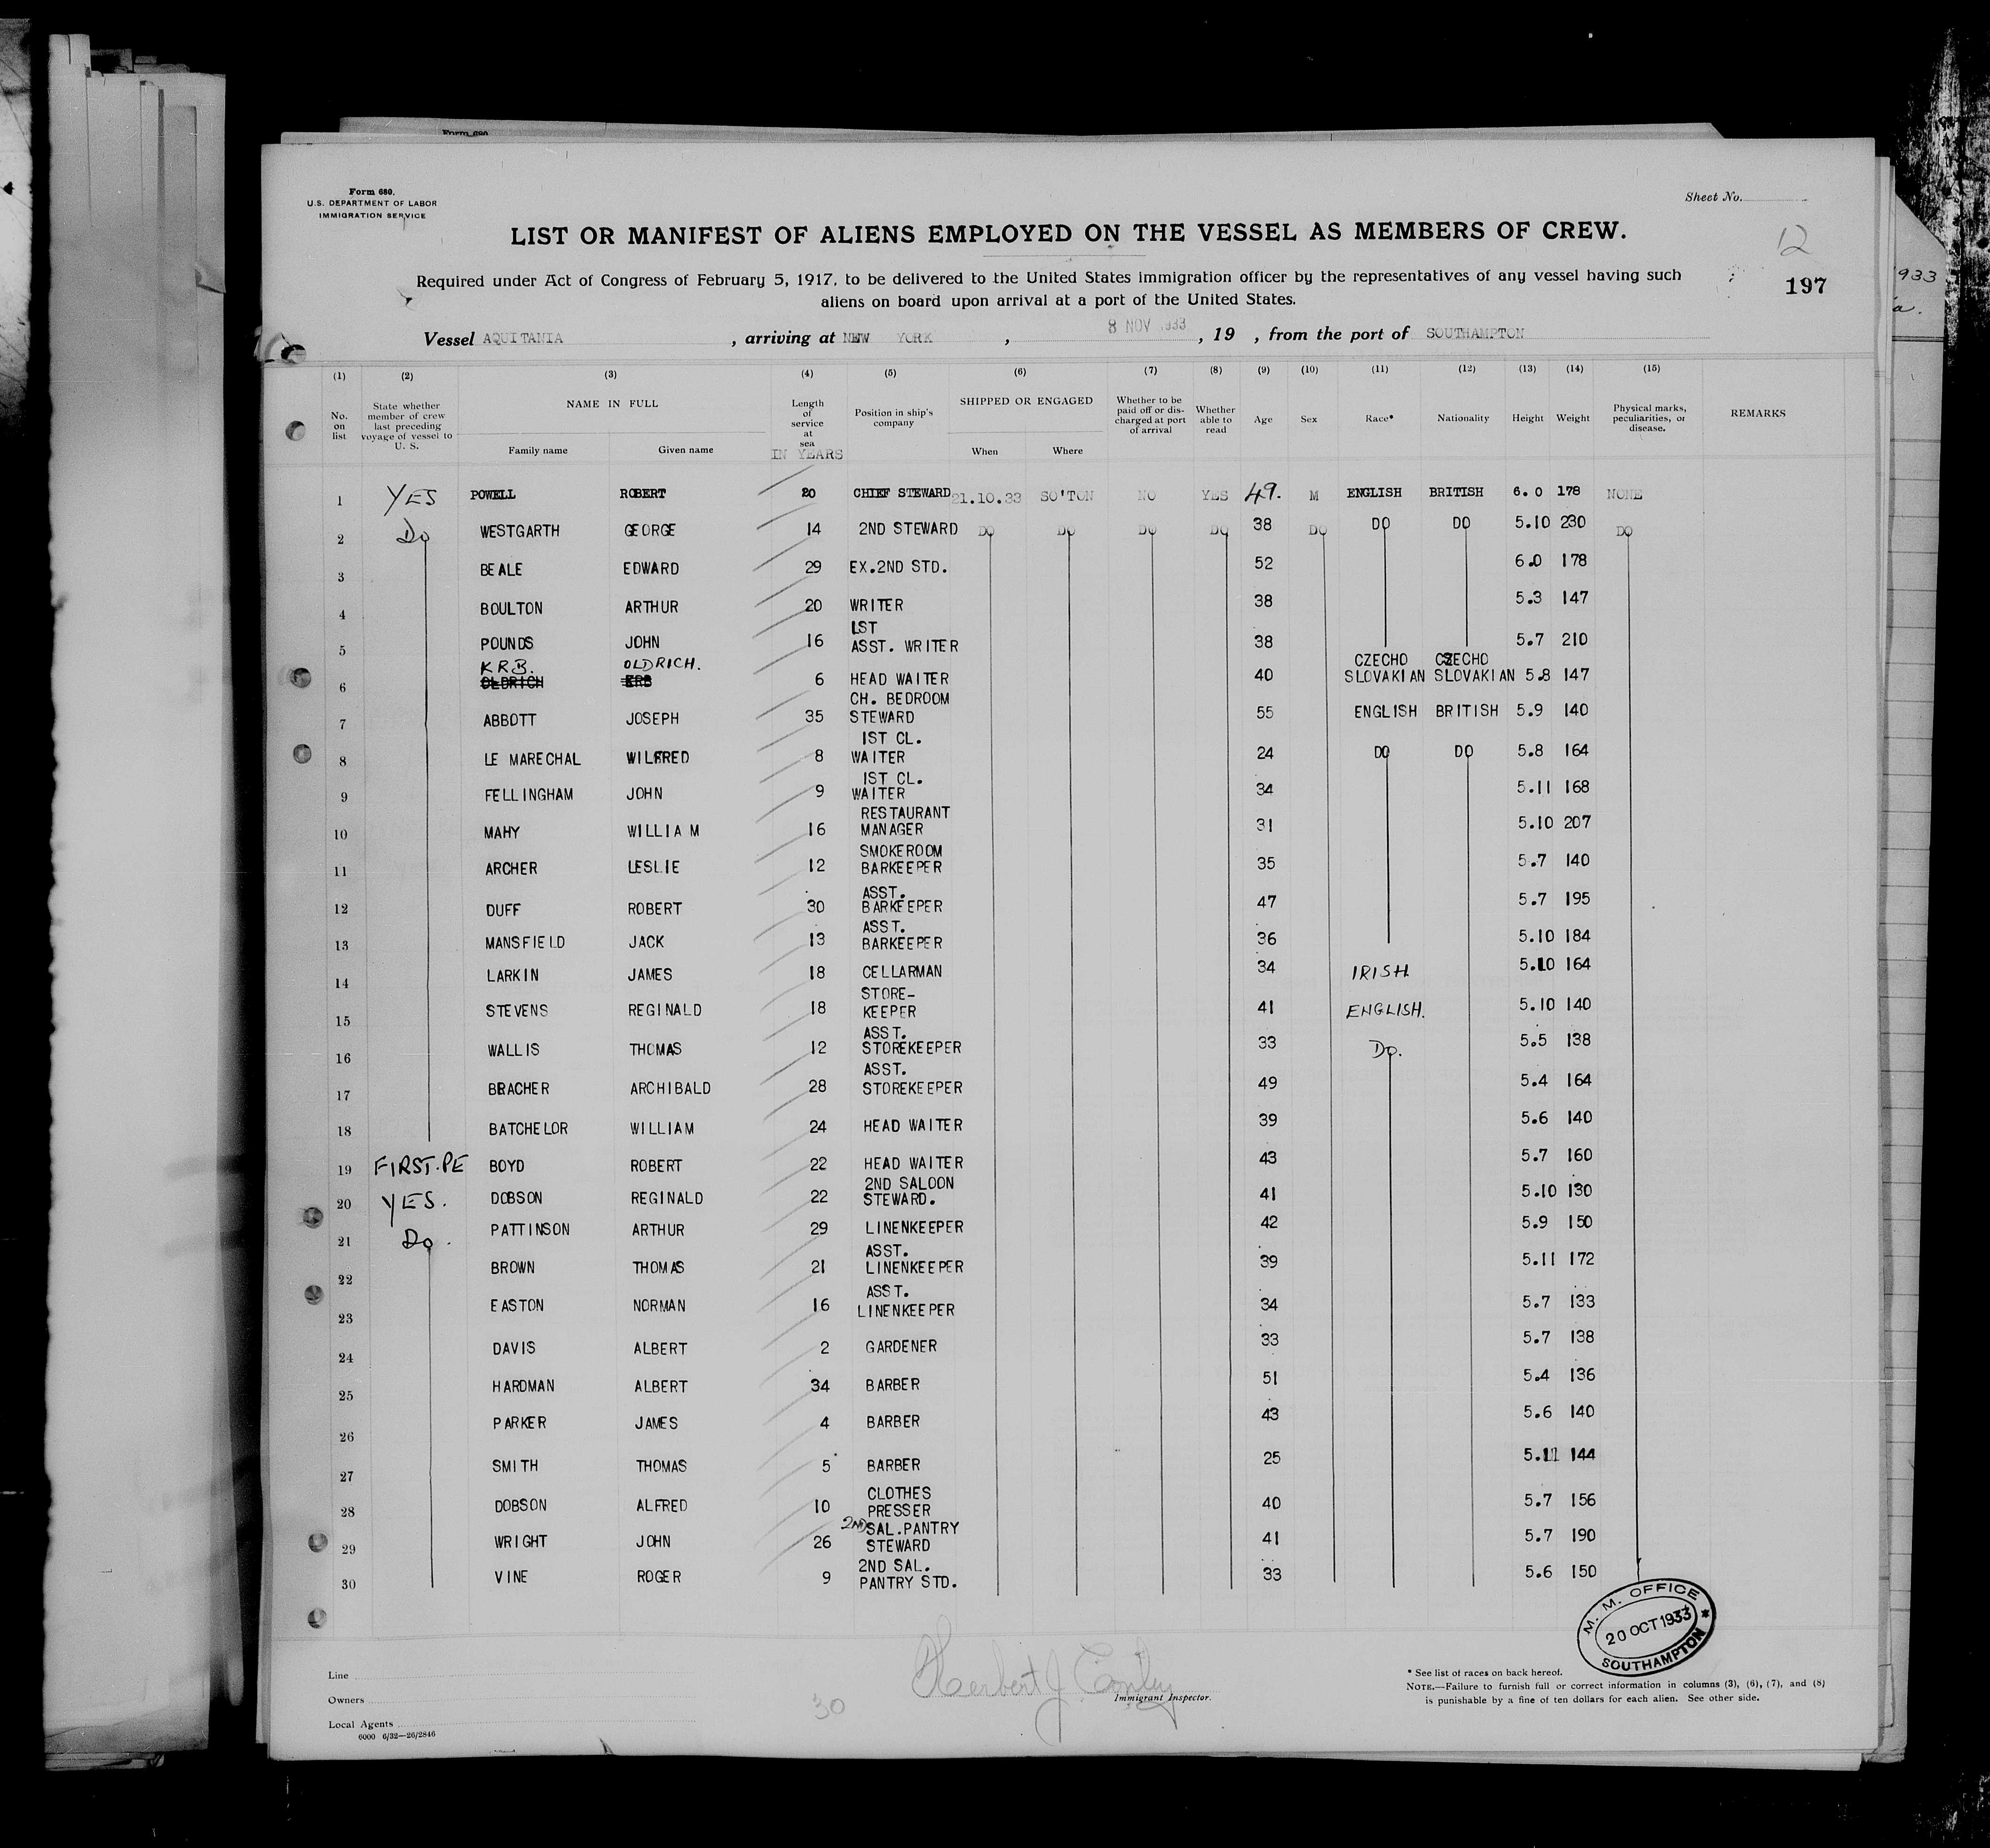 Form 680
Form 680.
U.S. DEPARTMENT OF LABOR
IMMIGRATION SERVICE
Sheet No.
LIST OR MANIFEST OF ALIENS EMPLOYED ON THE VESSEL AS MEMBERS OF CREW.
12
Required under Act of Congress of February 5, 1917, to be delivered to the United States immigration officer by the representatives of any vessel having such
aliens on board upon arrival at a port of the United States.
197
933
a.
Vessel AQUITANIA , arriving at NEW YORK , 8 NOV 1933 , 19 , from the port of SOUTHAMPTON
(1) (2) (3) (4) (5) (6) (7) (8) (9) (10) (11) (12) (13) (14) (15)
No. on list State whether member of crew last preceding voyage of vessel to U. S. NAME IN FULL Family name Given name Length of service at sea IN YEARS Position in ship's company SHIPPED OR ENGAGED When Where Whether to be paid off or discharged at port of arrival Whether able to read Age Sex Race* Nationality Height Weight Physical marks, peculiarities, or disease. REMARKS
1 YES POWELL ROBERT 20 CHIEF STEWARD 21.10.33 SO'TON NO YES 49. M ENGLISH BRITISH 6.0 178 NONE
2 Do WESTGARTH GEORGE 14 2ND STEWARD DO DO DO DO 38 DO DO DO 5.10 230 DO
3 BEALE EDWARD 29 EX.2ND STD. 52 6.0 178
4 BOULTON ARTHUR 20 WRITER 38 5.3 147
5 POUNDS JOHN 16 1ST ASST. WRITER 38 5.7 210
KRB. OLDRICH.
6 OLDRICH KRB 6 HEAD WAITER 40 CZECHO SLOVAKIAN CZECHO SLOVAKIAN 5.8 147
7 ABBOTT JOSEPH 35 CH. BEDROOM STEWARD 55 ENGLISH BRITISH 5.9 140
8 LE MARECHAL WILFRED 8 1ST CL. WAITER 24 DO DO 5.8 164
9 FELLINGHAM JOHN 9 1ST CL. WAITER 34 5.11 168
10 MAHY WILLIAM 16 RESTAURANT MANAGER 31 5.10 207
11 ARCHER LESLIE 12 SMOKEROOM BARKEEPER 35 5.7 140
12 DUFF ROBERT 30 ASST. BARKEEPER 47 5.7 195
13 MANSFIELD JACK 13 ASST. BARKEEPER 36 5.10 184
14 LARKIN JAMES 18 CELLARMAN 34 IRISH 5.10 164
15 STEVENS REGINALD 18 STORE-KEEPER 41 ENGLISH. 5.10 140
16 WALLIS THOMAS 12 ASST. STOREKEEPER 33 Do. 5.5 138
17 BRACHER ARCHIBALD 28 ASST. STOREKEEPER 49 5.4 164
18 BATCHELOR WILLIAM 24 HEAD WAITER 39 5.6 140
19 FIRST.PE BOYD ROBERT 22 HEAD WAITER 43 5.7 160
20 YES. DOBSON REGINALD 22 2ND SALOON STEWARD. 41 5.10 130
21 Do. PATTINSON ARTHUR 29 LINENKEEPER 42 5.9 150
22 BROWN THOMAS 21 ASST. LINENKEEPER 39 5.11 172
23 EASTON NORMAN 16 ASST. LINENKEEPER 34 5.7 133
24 DAVIS ALBERT 2 GARDENER 33 5.7 138
25 HARDMAN ALBERT 34 BARBER 51 5.4 136
26 PARKER JAMES 4 BARBER 43 5.6 140
27 SMITH THOMAS 5 BARBER 25 5.11 144
28 DOBSON ALFRED 10 CLOTHES PRESSER 40 5.7 156
29 WRIGHT JOHN 26 2ND SAL.PANTRY STEWARD 41 5.7 190
30 VINE ROGER 9 2ND SAL. PANTRY STD. 33 5.6 150
M. M. OFFICE
20 OCT 1933
SOUTHAMPTON
Line
Owners
Local Agents
6000 6/32—26/2846
30
Herbert J Conley
Immigrant Inspector.
* See list of races on back hereof.
NOTE.—Failure to furnish full or correct information in columns (3), (6), (7), and (8)
is punishable by a fine of ten dollars for each alien. See other side.